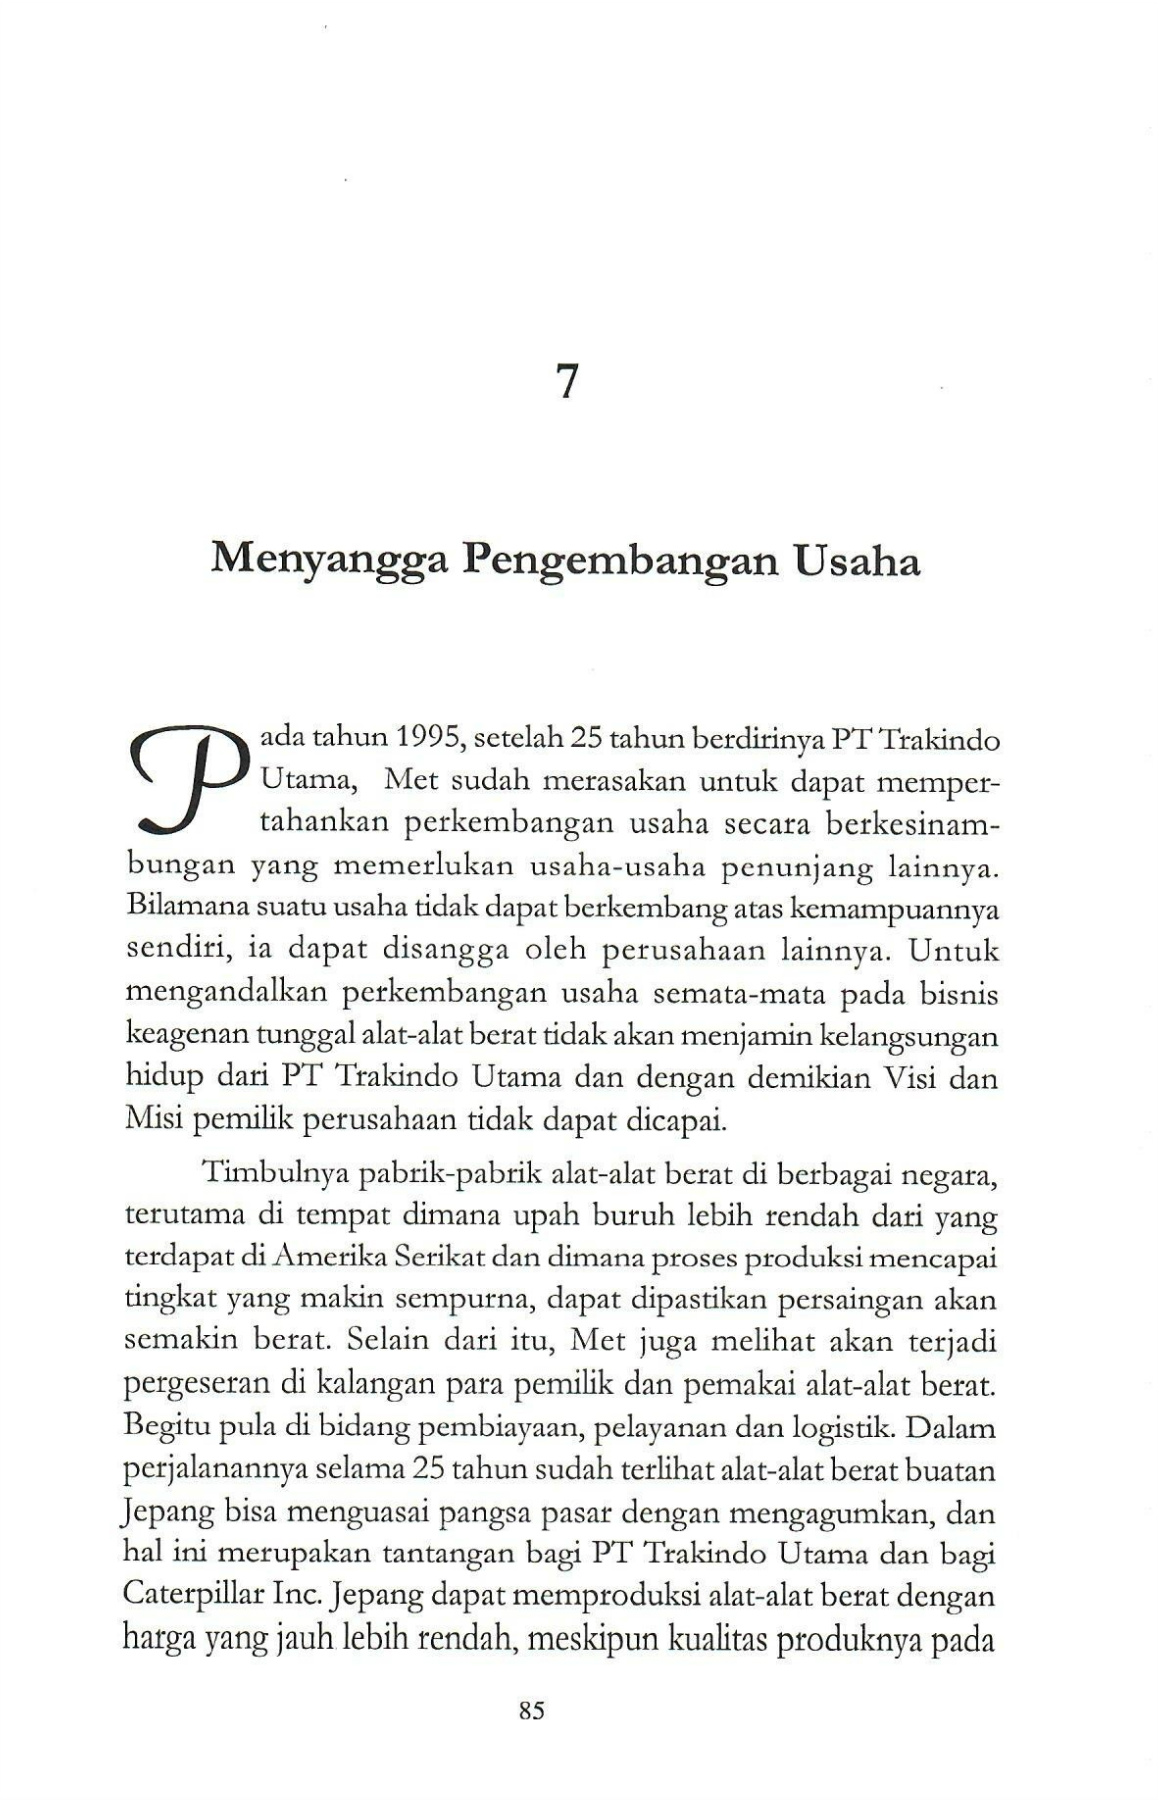 7
Menyangga Pengembangan Usaha
Pada tahun 1995, setelah 25 tahun berdirinya PT Trakindo
Utama, Met sudah merasakan untuk dapat memper-
tahankan perkembangan usaha secara berkesinam-
bungan yang memerlukan usaha-usaha penunjang lainnya.
Bilamana suatu usaha tidak dapat berkembang atas kemampuannya
sendiri, ia dapat disangga oleh perusahaan lainnya. Untuk
mengandalkan perkembangan usaha semata-mata pada bisnis
keagenan tunggal alat-alat berat tidak akan menjamin kelangsungan
hidup dari PT Trakindo Utama dan dengan demikian Visi dan
Misi pemilik perusahaan tidak dapat dicapai.
Timbulnya pabrik-pabrik alat-alat berat di berbagai negara,
terutama di tempat dimana upah buruh lebih rendah dari yang
terdapat di Amerika Serikat dan dimana proses produksi mencapai
tingkat yang makin sempurna, dapat dipastikan persaingan akan
semakin berat. Selain dari itu, Met juga melihat akan terjadi
pergeseran di kalangan para pemilik dan pemakai alat-alat berat.
Begitu pula di bidang pembiayaan, pelayanan dan logistik. Dalam
perjalanannya selama 25 tahun sudah terlihat alat-alat berat buatan
Jepang bisa menguasai pangsa pasar dengan mengagumkan, dan
hal ini merupakan tantangan bagi PT Trakindo Utama dan bagi
Caterpillar Inc. Jepang dapat memproduksi alat-alat berat dengan
harga yang jauh lebih rendah, meskipun kualitas produknya pada
85